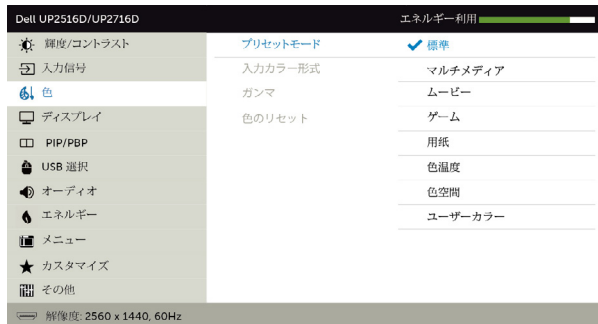 Dell UP2516D/UP2716D
エネルギー利用
輝度/コントラスト
プリセットモード
標準
入力信号
入力カラー形式
マルチメディア
色
ガンマ
ムービー
ディスプレイ
色のリセット
ゲーム
PIP/PBP
用紙
USB 選択
色温度
オーディオ
色空間
エネルギー
ユーザーカラー
メニュー
カスタマイズ
その他
解像度: 2560 x 1440, 60Hz